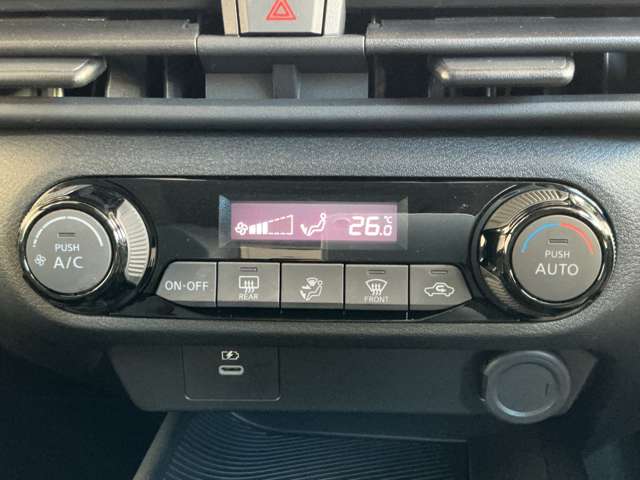 26.0 °C
PUSH
A/C
PUSH
AUTO
ON·OFF
REAR
FRONT